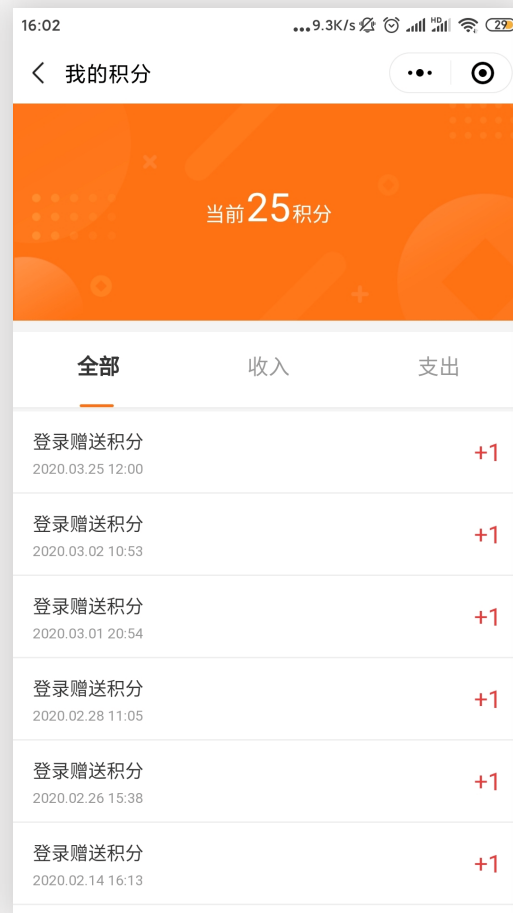 16:02
...9.3K/s HD 29
我的积分
当前25积分
全部 收入 支出
登录赠送积分
+1
2020.03.25 12:00
登录赠送积分
+1
2020.03.02 10:53
登录赠送积分
+1
2020.03.01 20:54
登录赠送积分
+1
2020.02.28 11:05
登录赠送积分
+1
2020.02.26 15:38
登录赠送积分
+1
2020.02.14 16:13